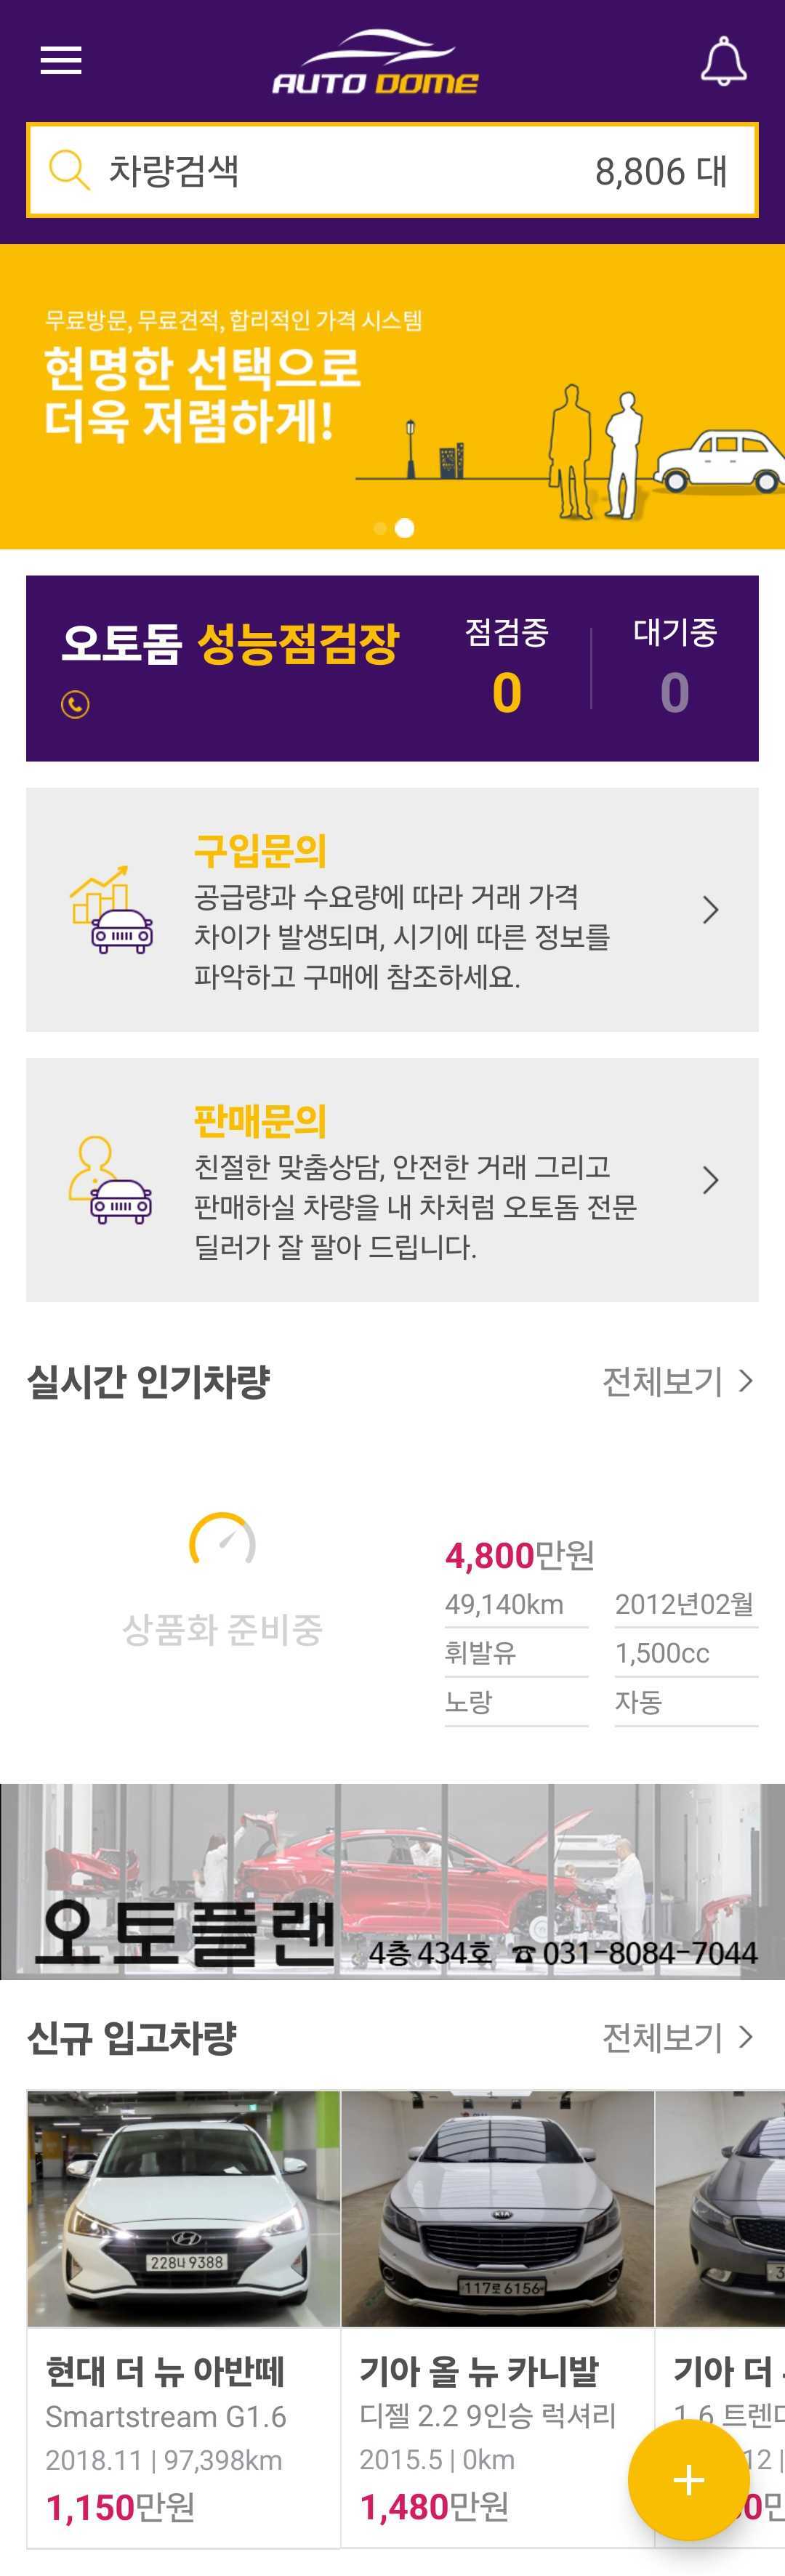 AUTO DOME
차량검색 8,806 대
무료방문, 무료견적, 합리적인 가격 시스템
현명한 선택으로
더욱 저렴하게!
오토돔 성능점검장
점검중 대기중
0 0
구입문의
공급량과 수요량에 따라 거래 가격
차이가 발생되며, 시기에 따른 정보를
파악하고 구매에 참조하세요.
판매문의
친절한 맞춤상담, 안전한 거래 그리고
판매하실 차량을 내 차처럼 오토돔 전문
딜러가 잘 팔아 드립니다.
실시간 인기차량 전체보기
상품화 준비중
4,800만원
49,140km 2012년02월
휘발유 1,500cc
노랑 자동
오토플랜 4층 434호 ☎ 031-8084-7044
신규 입고차량 전체보기
228너 9388
117로 6156
현대 더 뉴 아반떼
Smartstream G1.6
2018.11 | 97,398km
1,150만원
기아 올 뉴 카니발
디젤 2.2 9인승 럭셔리
2015.5 | 0km
1,480만원
기아 더
1.6 트렌디
12 |
+